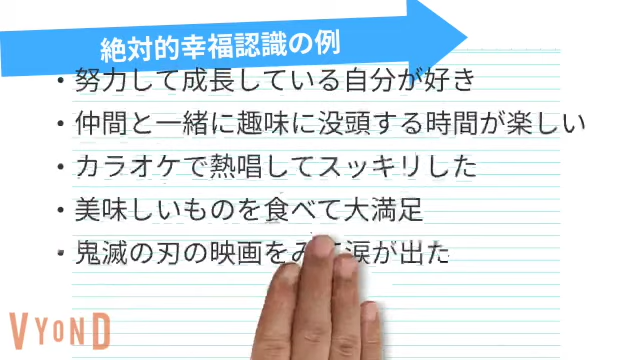 絶対的幸福認識の例
・努力して成長している自分が好き
・仲間と一緒に趣味に没頭する時間が楽しい
・カラオケで熱唱してスッキリした
・美味しいものを食べて大満足
・鬼滅の刃の映画をみて涙が出た
VYOND